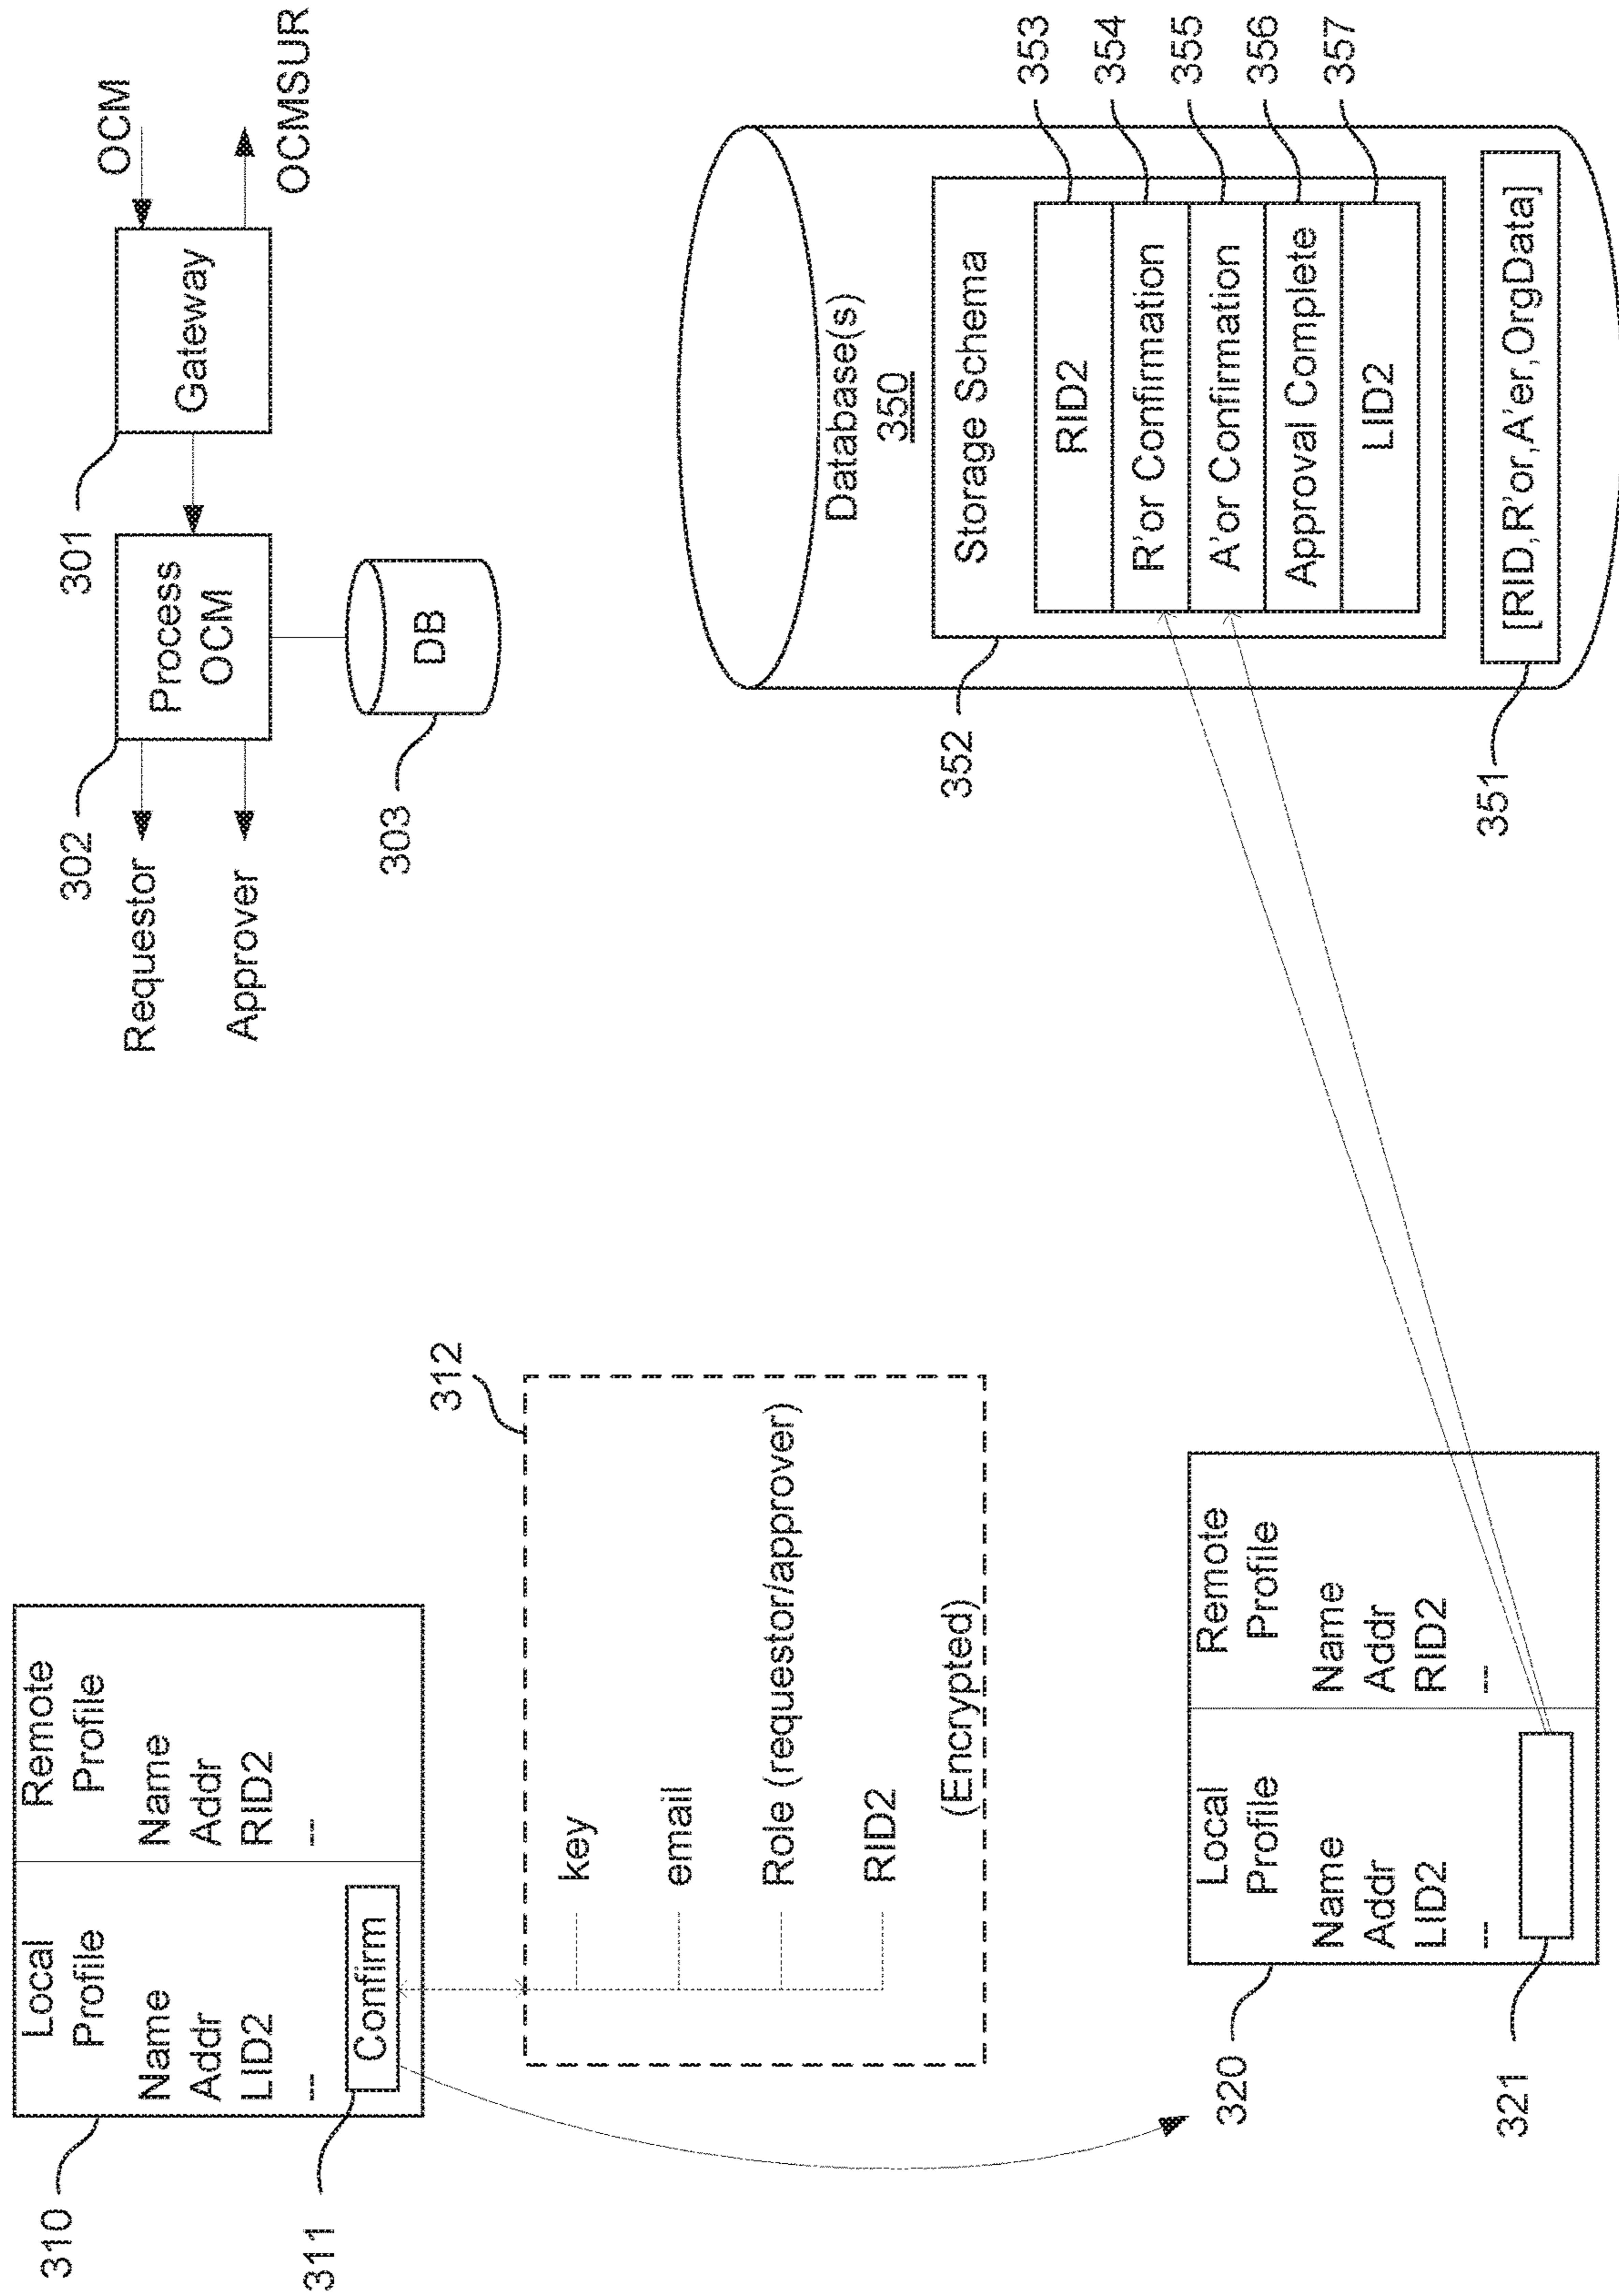 310
Local
Profile
Name
Addr
LID2
--
Confirm
311
Remote
Profile
Name
Addr
RID2
--
312
key
email
Role (requestor/approver)
RID2
(Encrypted)
320
Local
Profile
Name
Addr
LID2
--
321
Remote
Profile
Name
Addr
RID2
--
Requestor
Approver
302
Process
OCM
DB
303
301
Gateway
OCM
OCMSUR
Database(s)
350
352
Storage Schema
RID2
R'or Confirmation
A'or Confirmation
Approval Complete
LID2
353
354
355
356
357
351
[RID,R'or,A'er,OrgData]